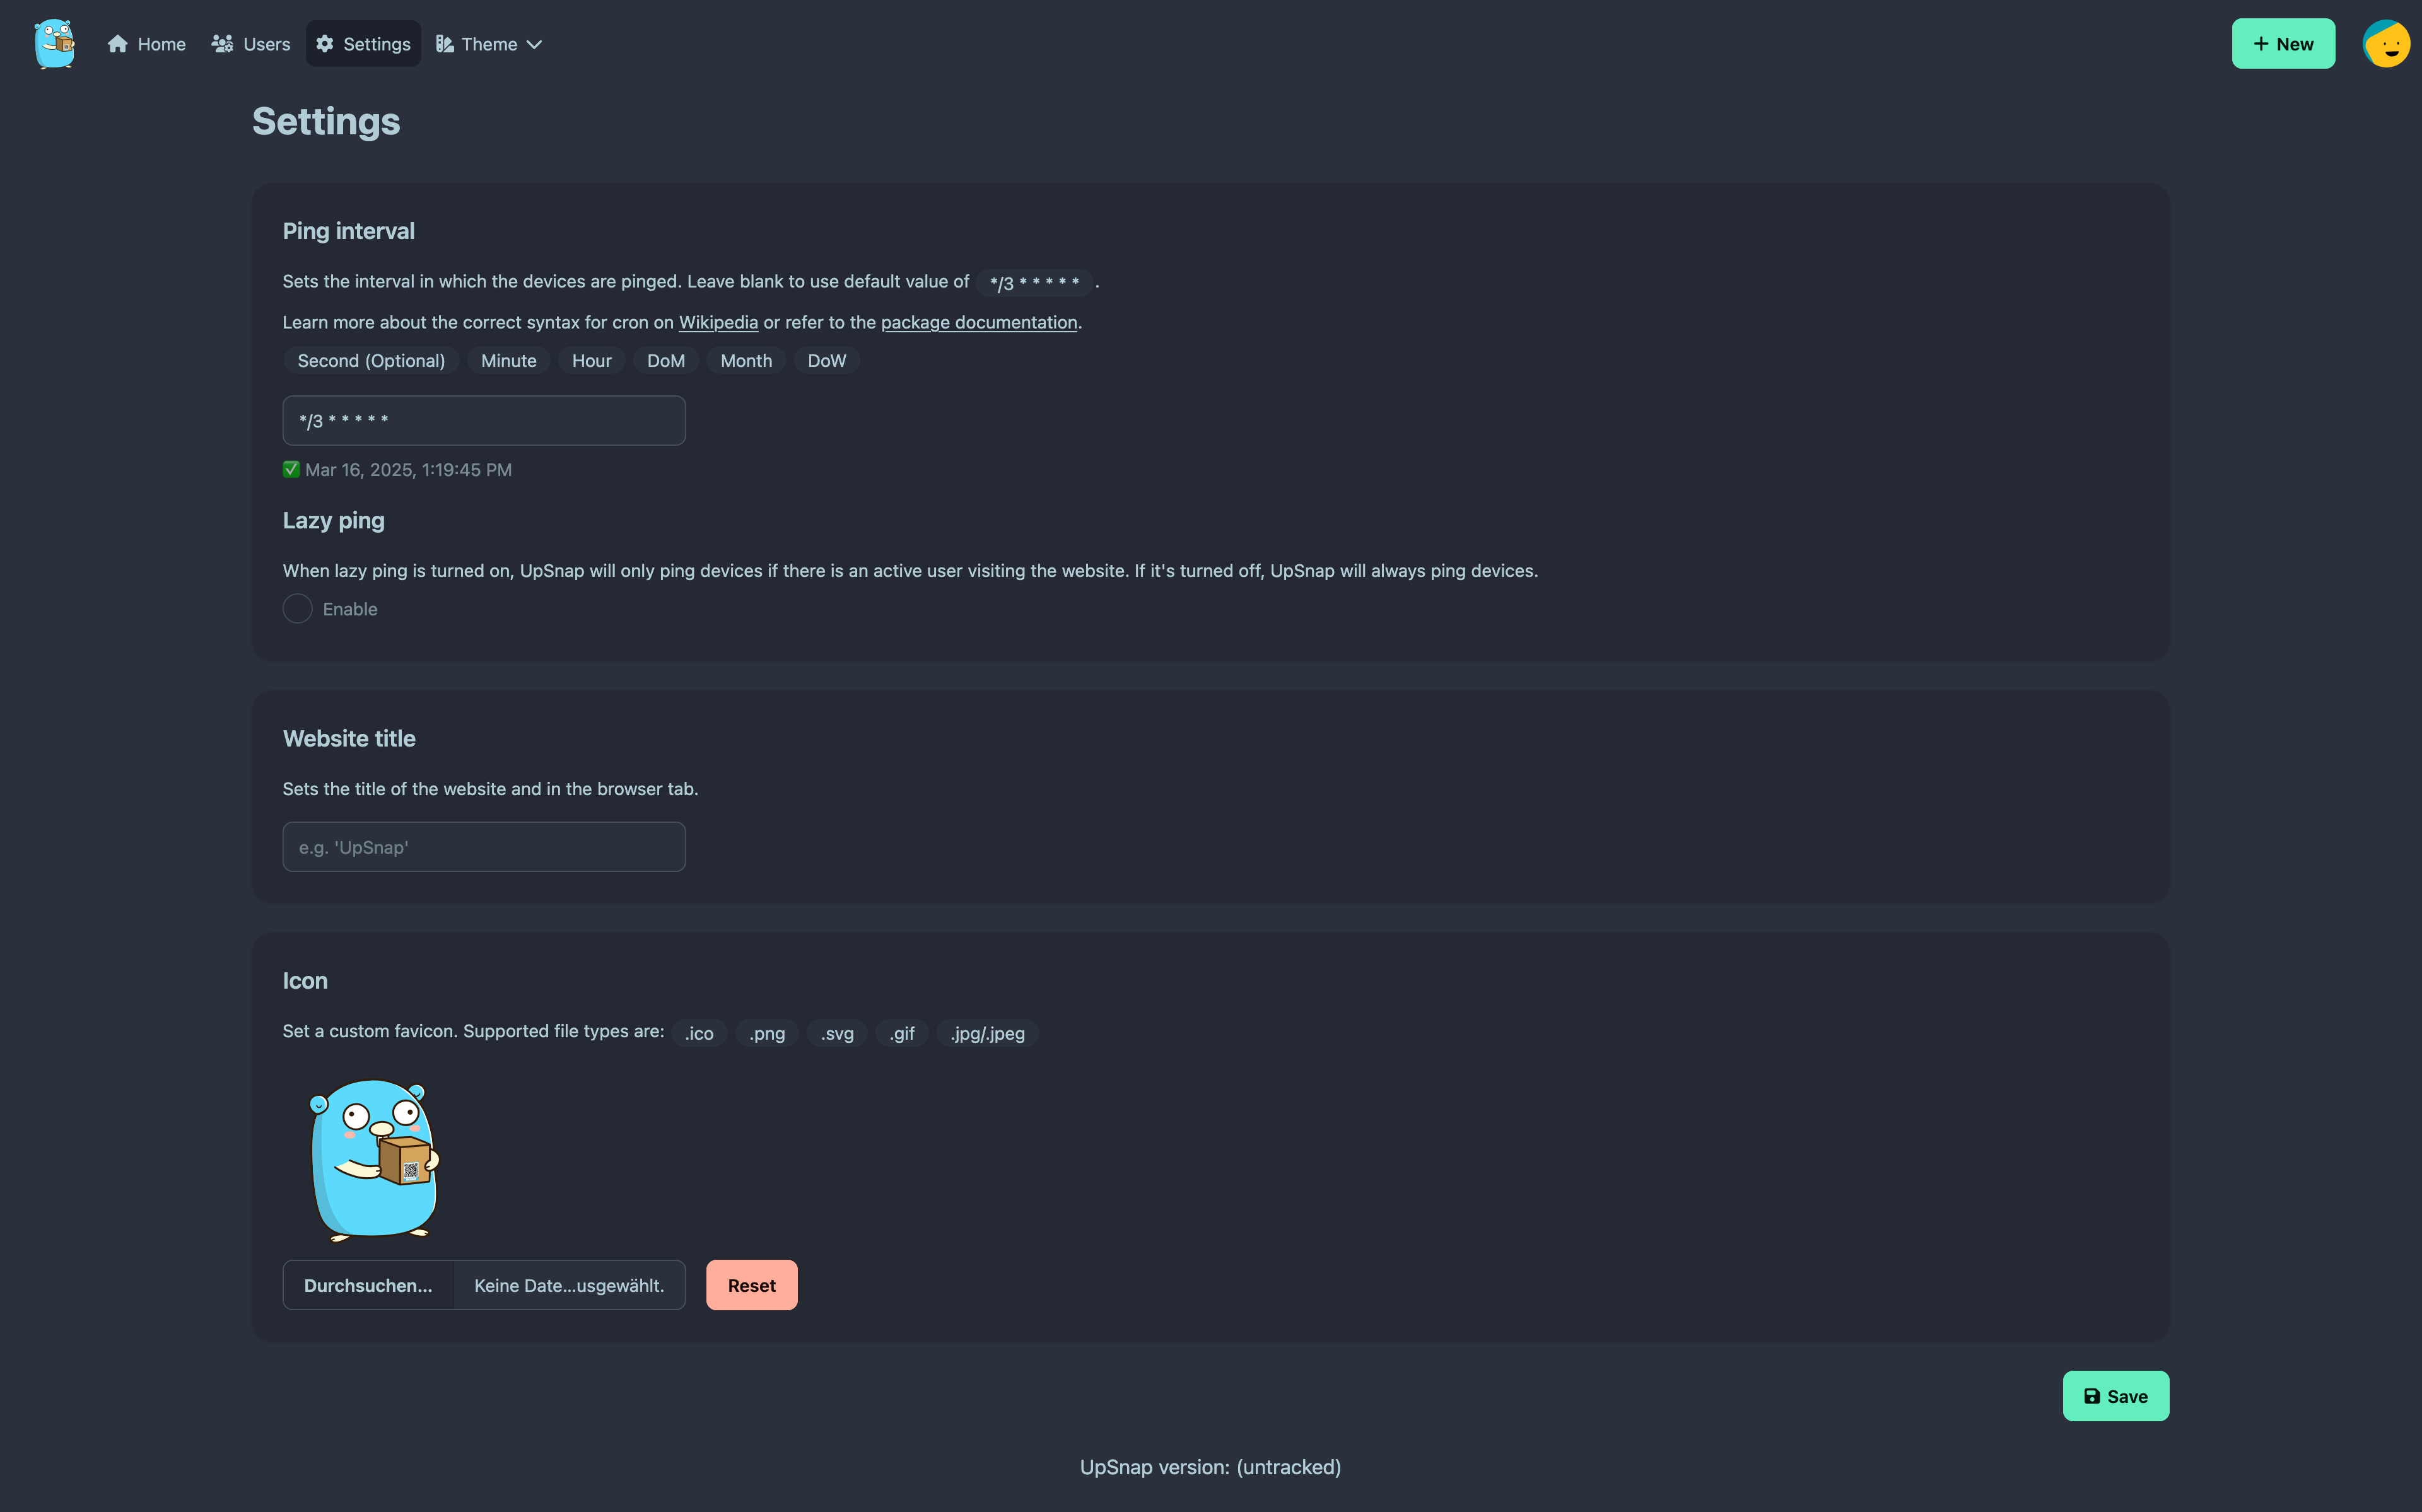 Home Users Settings Theme + New
Settings
Ping interval
Sets the interval in which the devices are pinged. Leave blank to use default value of */3 * * * * * .
Learn more about the correct syntax for cron on Wikipedia or refer to the package documentation.
Second (Optional) Minute Hour DoM Month DoW
*/3 * * * * *
✅ Mar 16, 2025, 1:19:45 PM
Lazy ping
When lazy ping is turned on, UpSnap will only ping devices if there is an active user visiting the website. If it's turned off, UpSnap will always ping devices.
Enable
Website title
Sets the title of the website and in the browser tab.
e.g. 'UpSnap'
Icon
Set a custom favicon. Supported file types are: .ico .png .svg .gif .jpg/.jpeg
Durchsuchen... Keine Date...usgewählt. Reset
Save
UpSnap version: (untracked)